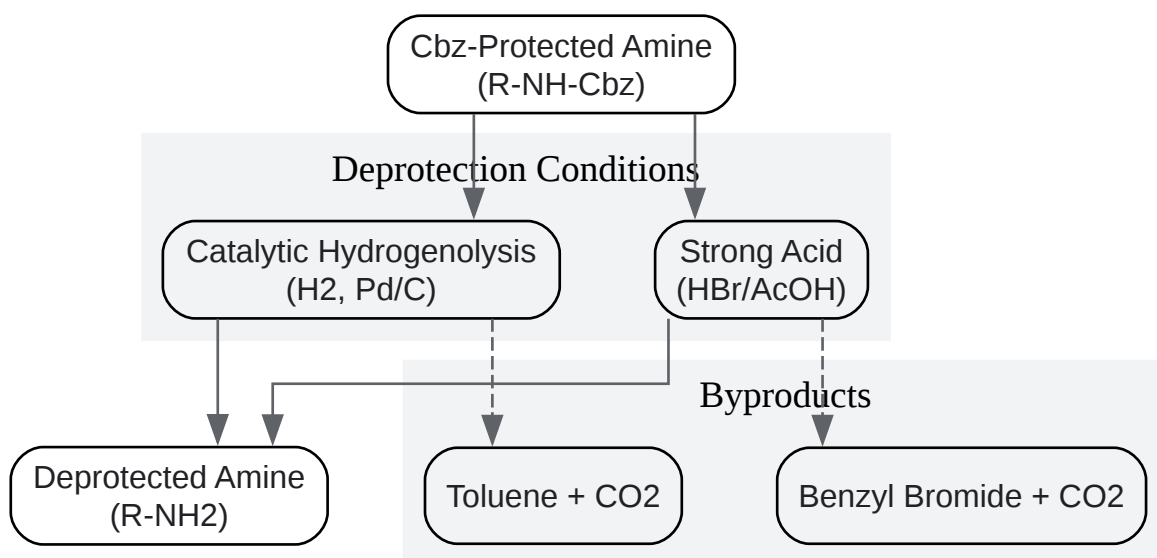 Cbz-Protected Amine
(R-NH-Cbz)
Deprotection Conditions
Catalytic Hydrogenolysis
(H2, Pd/C)
Strong Acid
(HBr/AcOH)
Byproducts
Deprotected Amine
(R-NH2)
Toluene + CO2
Benzyl Bromide + CO2